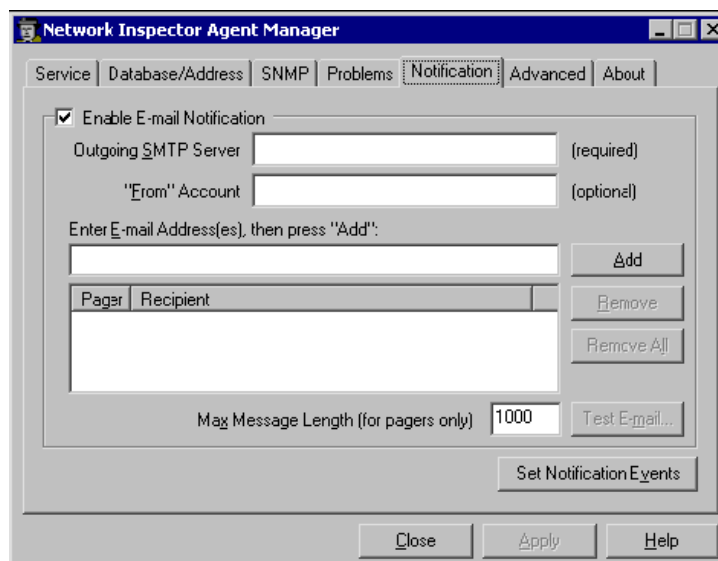 Network Inspector Agent Manager
Service Database/Address SNMP Problems Notification Advanced About
Enable E-mail Notification
Outgoing SMTP Server (required)
"From" Account (optional)
Enter E-mail Address(es), then press "Add":
Add
Pager Recipient
Remove
Remove All
Max Message Length (for pagers only) 1000 Test E-mail...
Set Notification Events
Close Apply Help